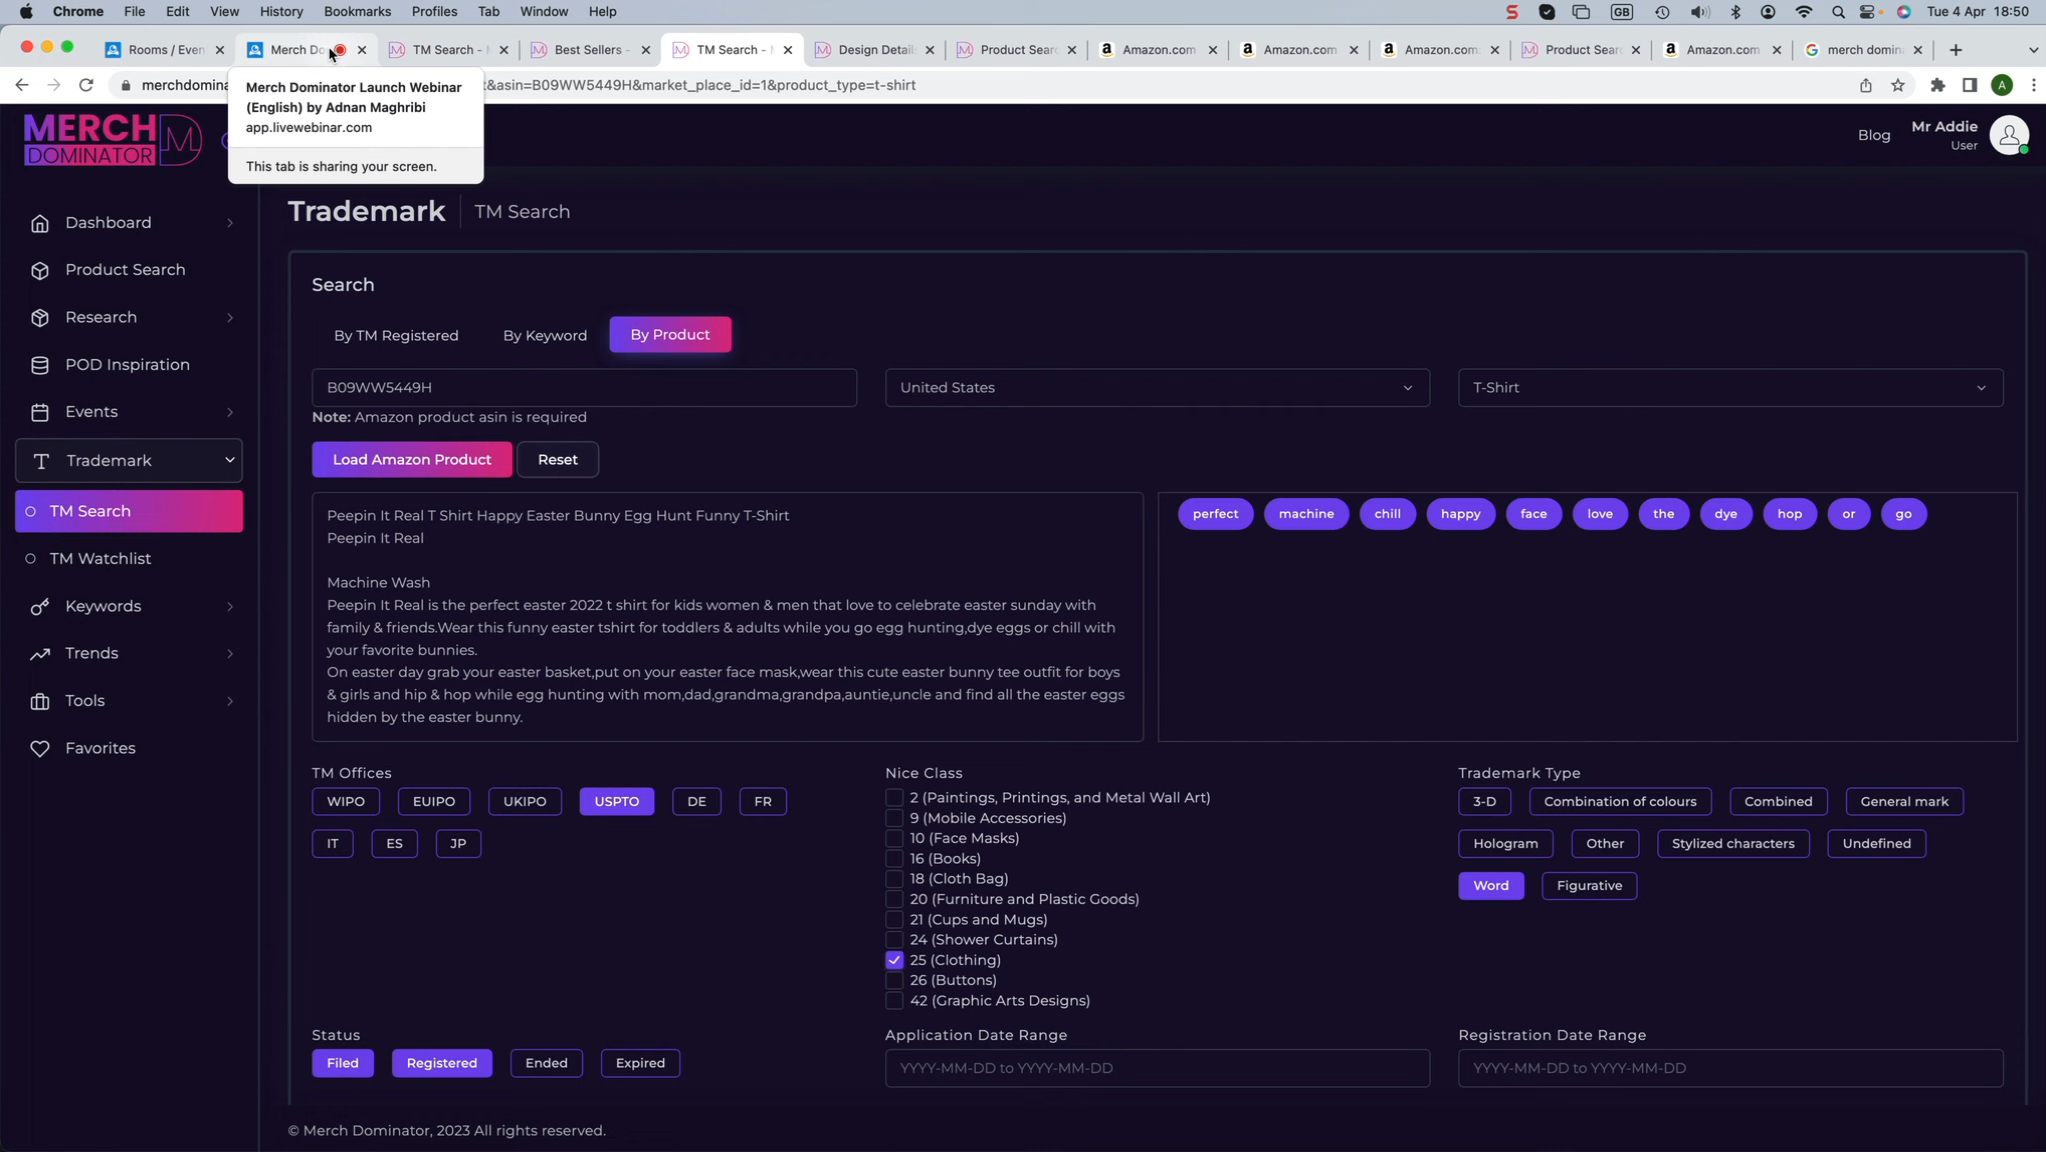 Chrome File Edit View History Bookmarks Profiles Tab Window Help
GB Tue 4 Apr 18:50
Rooms / Even Merch Do TM Search - Best Sellers - TM Search - Design Detail Product Sear Amazon.com Amazon.com Amazon.com Product Sear Amazon.com merch domin
merchdomina t&asin=B09WW5449H&market_place_id=1&product_type=t-shirt A
Merch Dominator Launch Webinar
(English) by Adnan Maghribi
app.livewebinar.com
This tab is sharing your screen.
MERCH
DOMINATOR
Blog
Mr Addie
User
Dashboard
Product Search
Research
POD Inspiration
Events
Trademark
TM Search
TM Watchlist
Keywords
Trends
Tools
Favorites
Trademark TM Search
Search
By TM Registered By Keyword By Product
B09WW5449H United States T-Shirt
Note: Amazon product asin is required
Load Amazon Product Reset
Peepin It Real T Shirt Happy Easter Bunny Egg Hunt Funny T-Shirt
Peepin It Real
Machine Wash
Peepin It Real is the perfect easter 2022 t shirt for kids women & men that love to celebrate easter sunday with
family & friends.Wear this funny easter tshirt for toddlers & adults while you go egg hunting,dye eggs or chill with
your favorite bunnies.
On easter day grab your easter basket,put on your easter face mask,wear this cute easter bunny tee outfit for boys
& girls and hip & hop while egg hunting with mom,dad,grandma,grandpa,auntie,uncle and find all the easter eggs
hidden by the easter bunny.
perfect machine chill happy face love the dye hop or go
TM Offices
WIPO EUIPO UKIPO USPTO DE FR
IT ES JP
Nice Class
2 (Paintings, Printings, and Metal Wall Art)
9 (Mobile Accessories)
10 (Face Masks)
16 (Books)
18 (Cloth Bag)
20 (Furniture and Plastic Goods)
21 (Cups and Mugs)
24 (Shower Curtains)
25 (Clothing)
26 (Buttons)
42 (Graphic Arts Designs)
Trademark Type
3-D Combination of colours Combined General mark
Hologram Other Stylized characters Undefined
Word Figurative
Status
Filed Registered Ended Expired
Application Date Range
YYYY-MM-DD to YYYY-MM-DD
Registration Date Range
YYYY-MM-DD to YYYY-MM-DD
© Merch Dominator, 2023 All rights reserved.